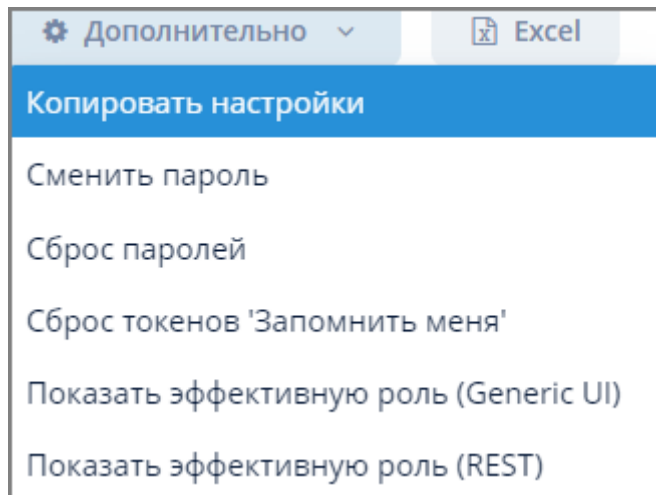 Дополнительно Excel
Копировать настройки
Сменить пароль
Сброс паролей
Сброс токенов 'Запомнить меня'
Показать эффективную роль (Generic UI)
Показать эффективную роль (REST)